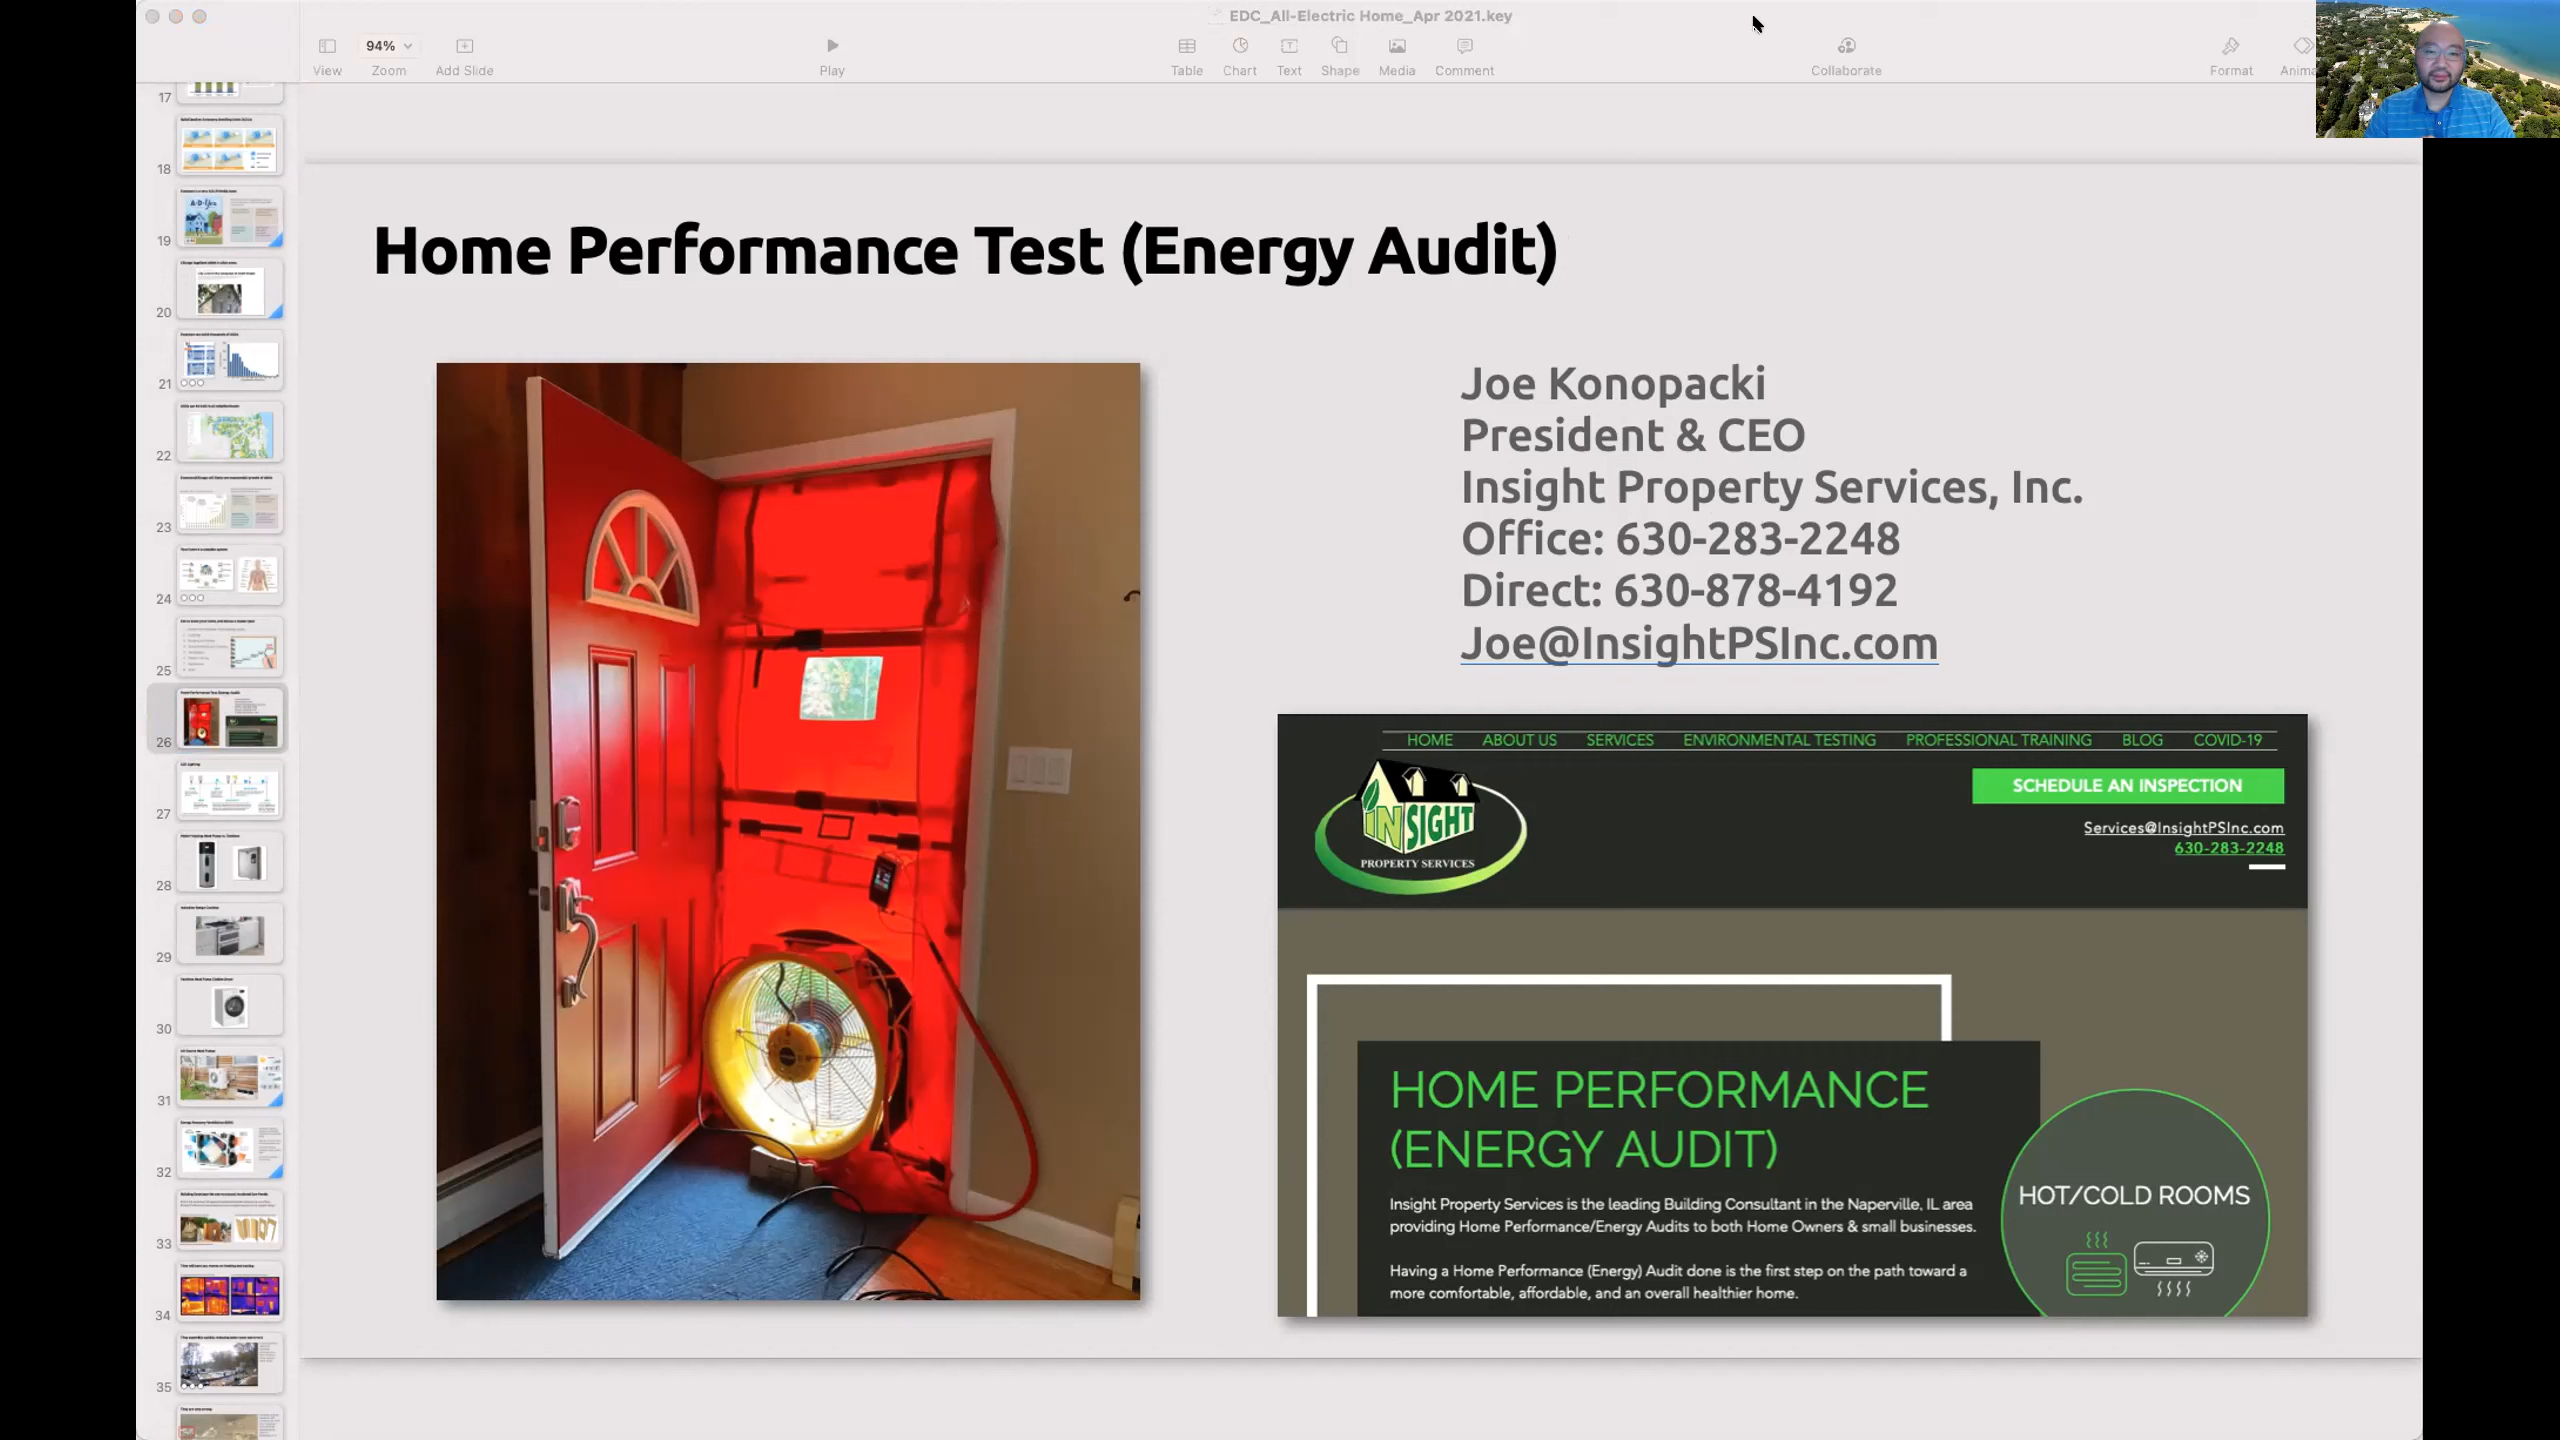 EDC_All-Electric Home_Apr 2021.key
94%
View
Zoom
Add Slide
Play
Table
Chart
Text
Shape
Media
Comment
Collaborate
Format
17
18
19
20
21
22
23
24
25
26
27
28
29
30
31
32
33
34
35
Home Performance Test (Energy Audit)
Joe Konopacki
President & CEO
Insight Property Services, Inc.
Office: 630-283-2248
Direct: 630-878-4192
Joe@InsightPSInc.com
HOME ABOUT US SERVICES ENVIRONMENTAL TESTING PROFESSIONAL TRAINING BLOG COVID-19
INSIGHT
PROPERTY SERVICES
SCHEDULE AN INSPECTION
Services@InsightPSInc.com
630-283-2248
HOME PERFORMANCE
(ENERGY AUDIT)
Insight Property Services is the leading Building Consultant in the Naperville, IL area
providing Home Performance/Energy Audits to both Home Owners & small businesses.
Having a Home Performance (Energy) Audit done is the first step on the path toward a
more comfortable, affordable, and an overall healthier home.
HOT/COLD ROOMS